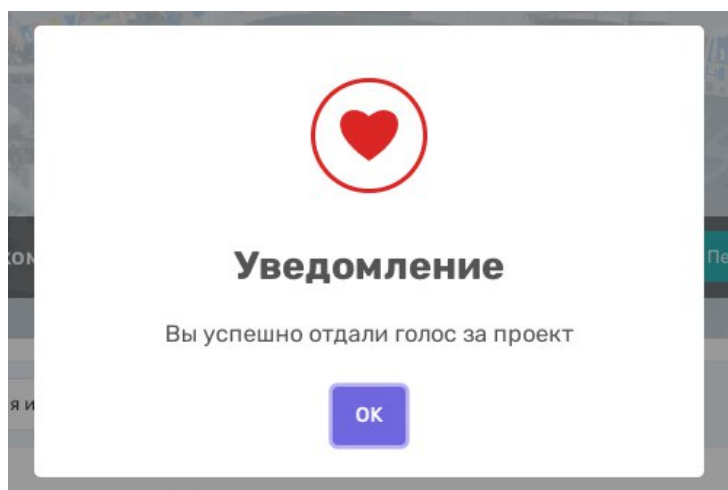 Уведомление
Вы успешно отдали голос за проект
OK
я и